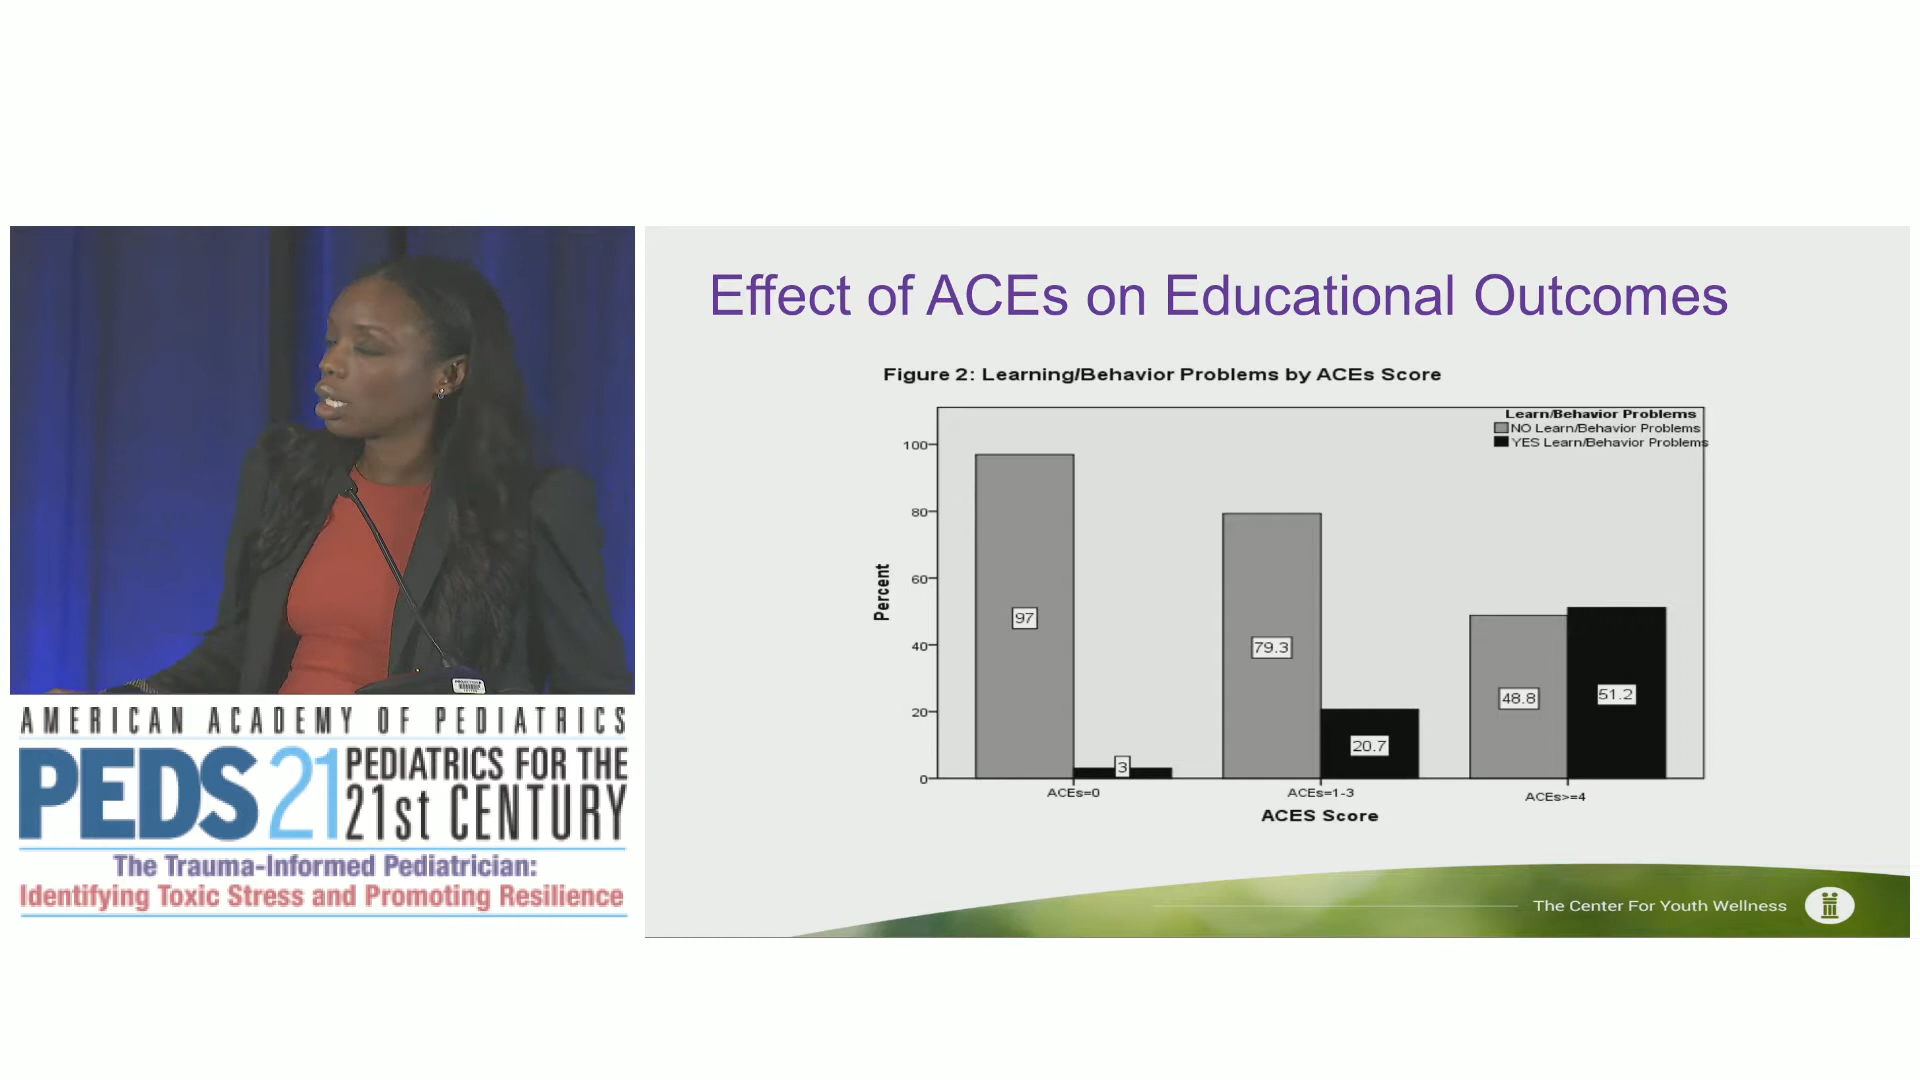 AMERICAN ACADEMY OF PEDIATRICS
PEDS 21 PEDIATRICS FOR THE
21st CENTURY
The Trauma-Informed Pediatrician:
Identifying Toxic Stress and Promoting Resilience
Effect of ACEs on Educational Outcomes
Figure 2: Learning/Behavior Problems by ACEs Score
Learn/Behavior Problems
NO Learn/Behavior Problems
YES Learn/Behavior Problems
Percent
100
80
60
40
20
0
97
3
79.3
20.7
48.8
51.2
ACEs=0
ACEs=1-3
ACEs>=4
ACES Score
The Center For Youth Wellness